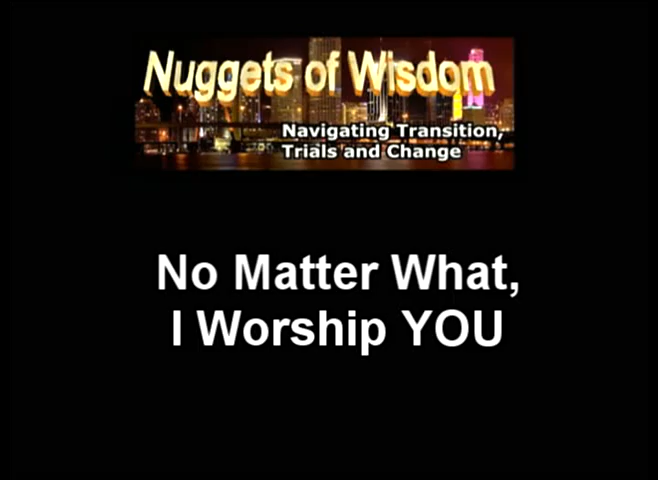 Nuggets of Wisdom
Navigating Transition,
Trials and Change
No Matter What,
I Worship YOU